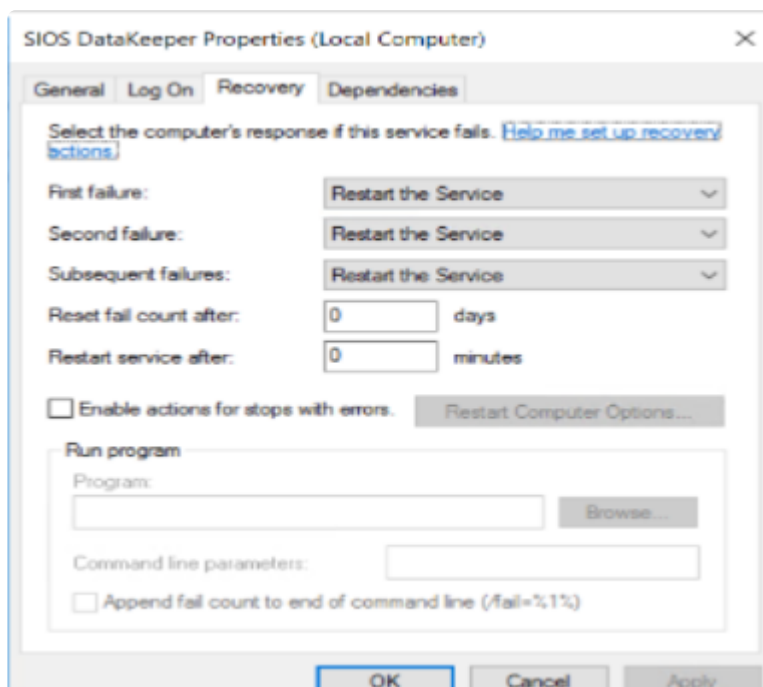 SIOS DataKeeper Properties (Local Computer)
General Log On Recovery Dependencies
Select the computer's response if this service fails. Help me set up recovery
actions.
First failure: Restart the Service
Second failure: Restart the Service
Subsequent failures: Restart the Service
Reset fail count after: 0 days
Restart service after: 0 minutes
Enable actions for stops with errors. Restart Computer Options...
Run program
Program:
Browse...
Command line parameters:
Append fail count to end of command line (/fail=%1%)
OK Cancel Apply